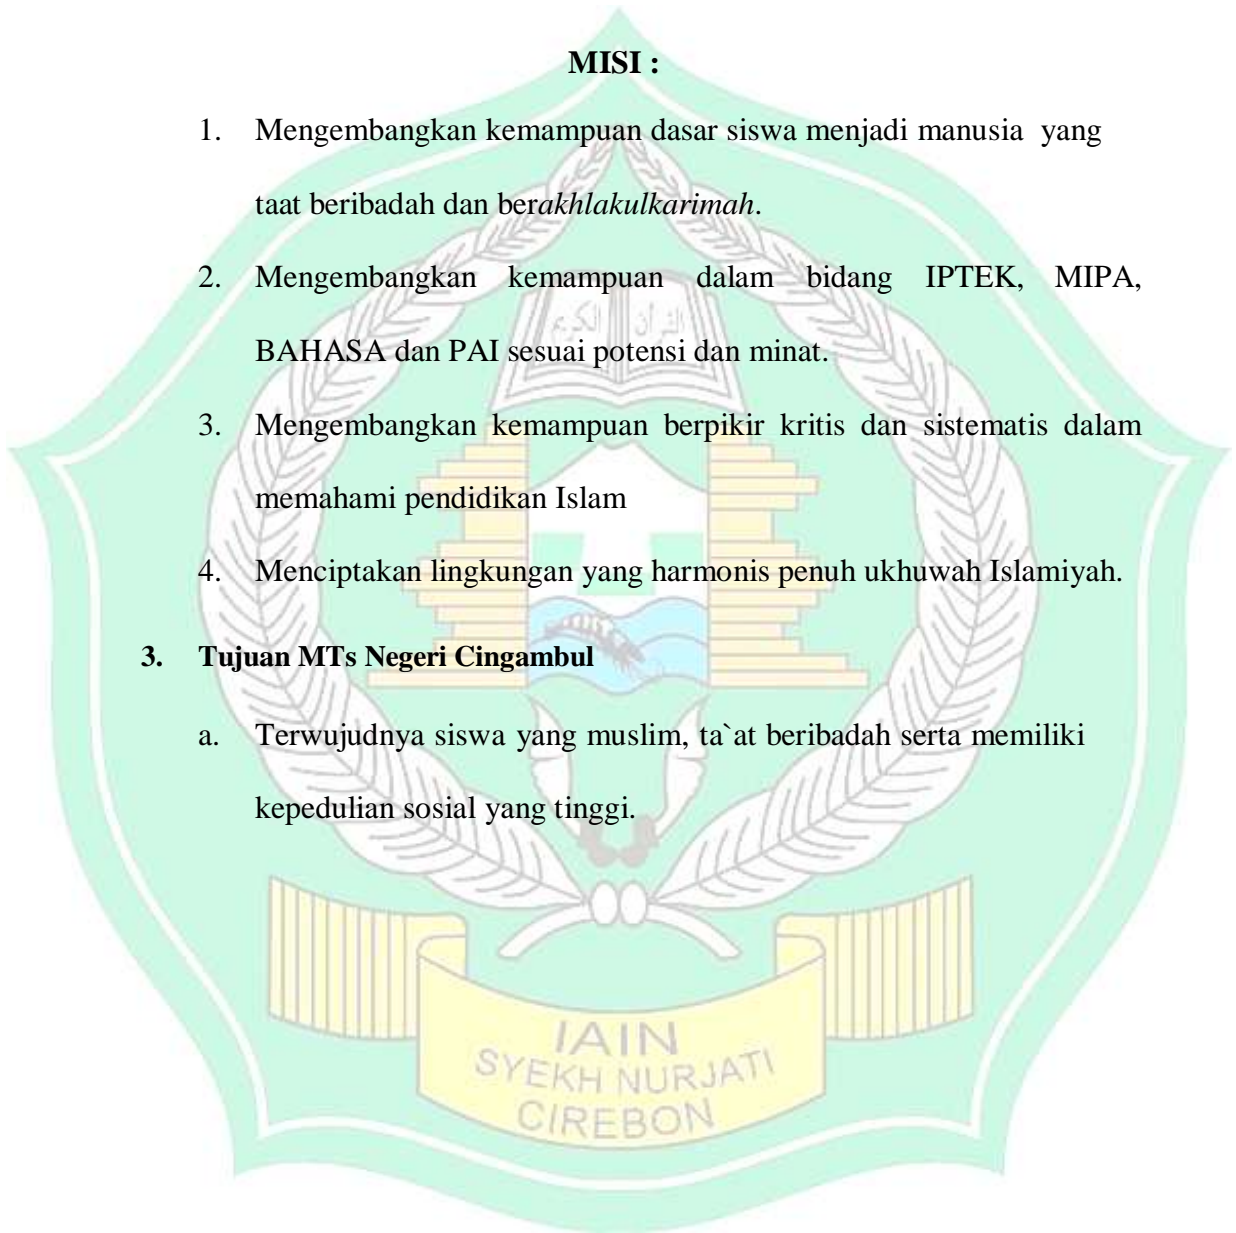 MISI :
1. Mengembangkan kemampuan dasar siswa menjadi manusia yang
taat beribadah dan berakhlakulkarimah.
2. Mengembangkan kemampuan dalam bidang IPTEK, MIPA,
BAHASA dan PAI sesuai potensi dan minat.
3. Mengembangkan kemampuan berpikir kritis dan sistematis dalam
memahami pendidikan Islam
4. Menciptakan lingkungan yang harmonis penuh ukhuwah Islamiyah.
3. Tujuan MTs Negeri Cingambul
a. Terwujudnya siswa yang muslim, ta`at beribadah serta memiliki
kepedulian sosial yang tinggi.
القرآن الكريم
IAIN
SYEKH NURJATI
CIREBON